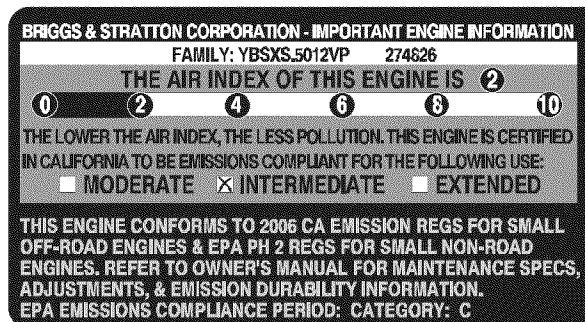 BRIGGS & STRATTON CORPORATION - IMPORTANT ENGINE INFORMATION
FAMILY: YBSXS.5012VP 274826
THE AIR INDEX OF THIS ENGINE IS 2
0 2 4 6 8 10
THE LOWER THE AIR INDEX, THE LESS POLLUTION. THIS ENGINE IS CERTIFIED
IN CALIFORNIA TO BE EMISSIONS COMPLIANT FOR THE FOLLOWING USE:
MODERATE INTERMEDIATE EXTENDED
THIS ENGINE CONFORMS TO 2006 CA EMISSION REGS FOR SMALL
OFF-ROAD ENGINES & EPA PH 2 REGS FOR SMALL NON-ROAD
ENGINES. REFER TO OWNER'S MANUAL FOR MAINTENANCE SPECS,
ADJUSTMENTS, & EMISSION DURABILITY INFORMATION.
EPA EMISSIONS COMPLIANCE PERIOD: CATEGORY: C